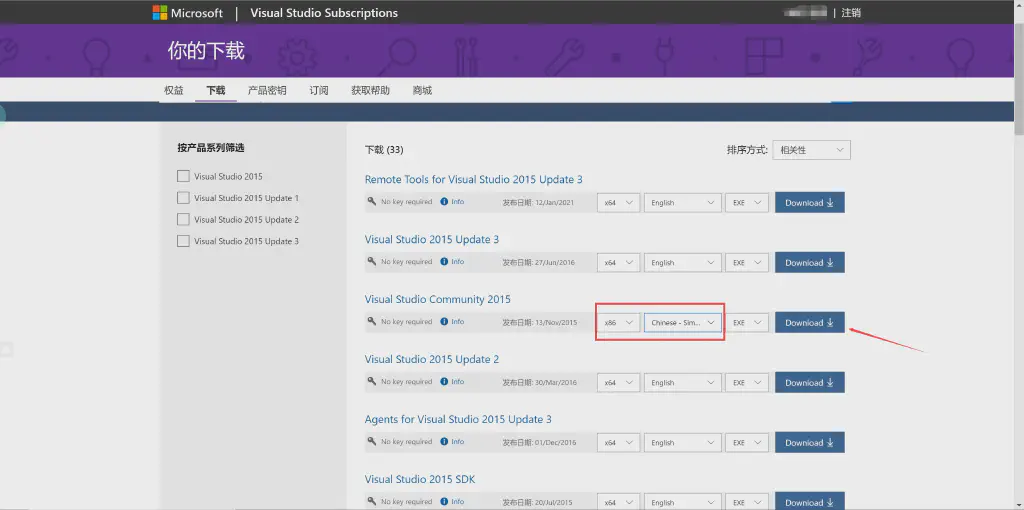 Microsoft | Visual Studio Subscriptions | 注销
你的下载
权益 下载 产品密钥 订阅 获取帮助 商城
按产品系列筛选
Visual Studio 2015
Visual Studio 2015 Update 1
Visual Studio 2015 Update 2
Visual Studio 2015 Update 3
下载 (33) 排序方式: 相关性
Remote Tools for Visual Studio 2015 Update 3
No key required Info 发布日期: 12/Jan/2021 x64 English EXE Download
Visual Studio 2015 Update 3
No key required Info 发布日期: 27/Jun/2016 x64 English EXE Download
Visual Studio Community 2015
No key required Info 发布日期: 13/Nov/2015 x86 Chinese - Sim... EXE Download
Visual Studio 2015 Update 2
No key required Info 发布日期: 30/Mar/2016 x64 English EXE Download
Agents for Visual Studio 2015 Update 3
No key required Info 发布日期: 01/Dec/2016 x64 English EXE Download
Visual Studio 2015 SDK
No key required Info 发布日期: 20/Jul/2015 x64 English EXE Download